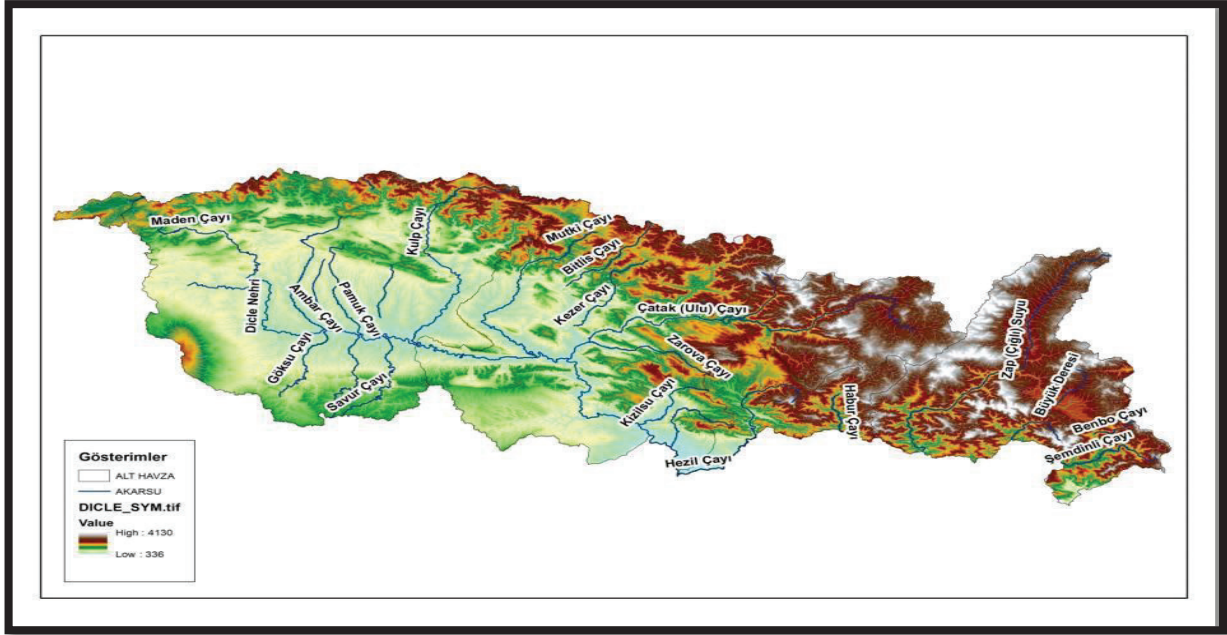 Maden Çayı
Dicle Nehri
Ambar Çayı
Pamuk Çayı
Kulp Çayı
Göksu Çayı
Savur Çayı
Mutki Çayı
Bitlis Çayı
Kezer Çayı
Çatak (Ulu) Çayı
Zarova Çayı
Kizilsu Çayı
Hezil Çayı
Habur Çayı
Zap (Çığlı) Suyu
Büyük Deresi
Benbo Çayı
Şemdinli Çayı
Gösterimler
ALT HAVZA
AKARSU
DICLE_SYM.tif
Value
High : 4130
Low : 336